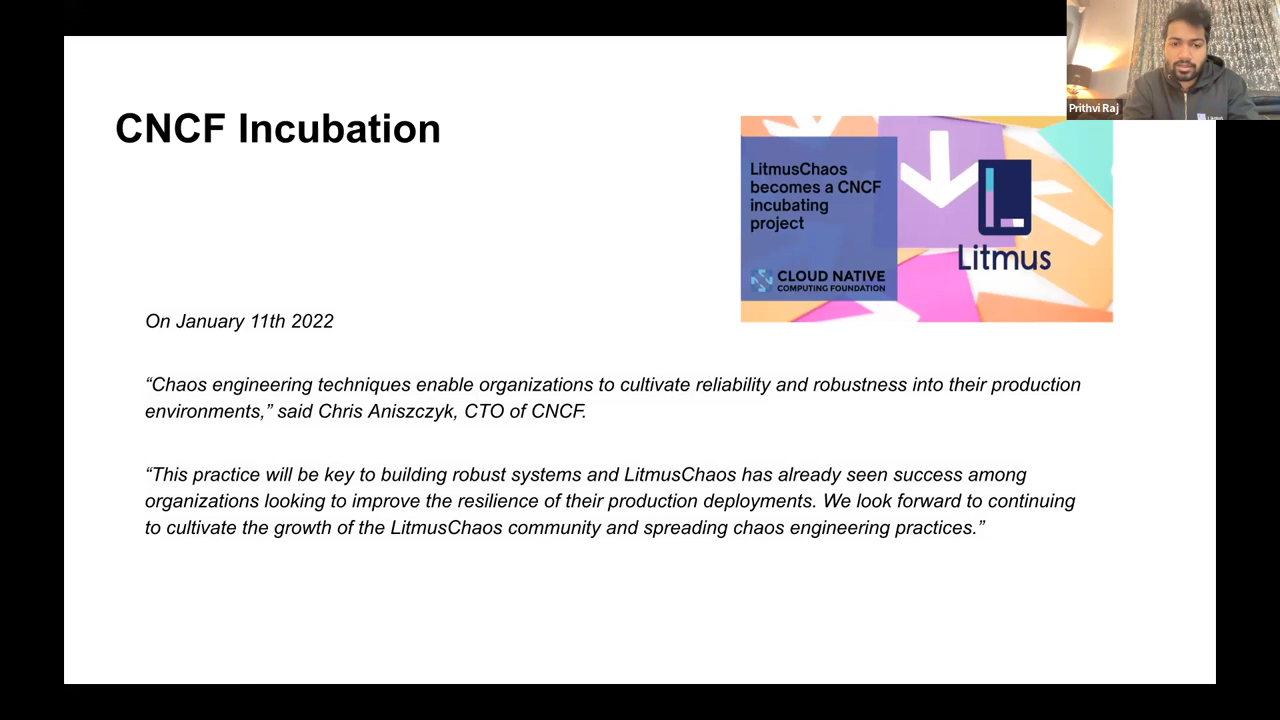 Prithvi Raj
CNCF Incubation
LitmusChaos
becomes a CNCF
incubating
project
CLOUD NATIVE
COMPUTING FOUNDATION
Litmus
On January 11th 2022
“Chaos engineering techniques enable organizations to cultivate reliability and robustness into their production
environments,” said Chris Aniszczyk, CTO of CNCF.
“This practice will be key to building robust systems and LitmusChaos has already seen success among
organizations looking to improve the resilience of their production deployments. We look forward to continuing
to cultivate the growth of the LitmusChaos community and spreading chaos engineering practices.”